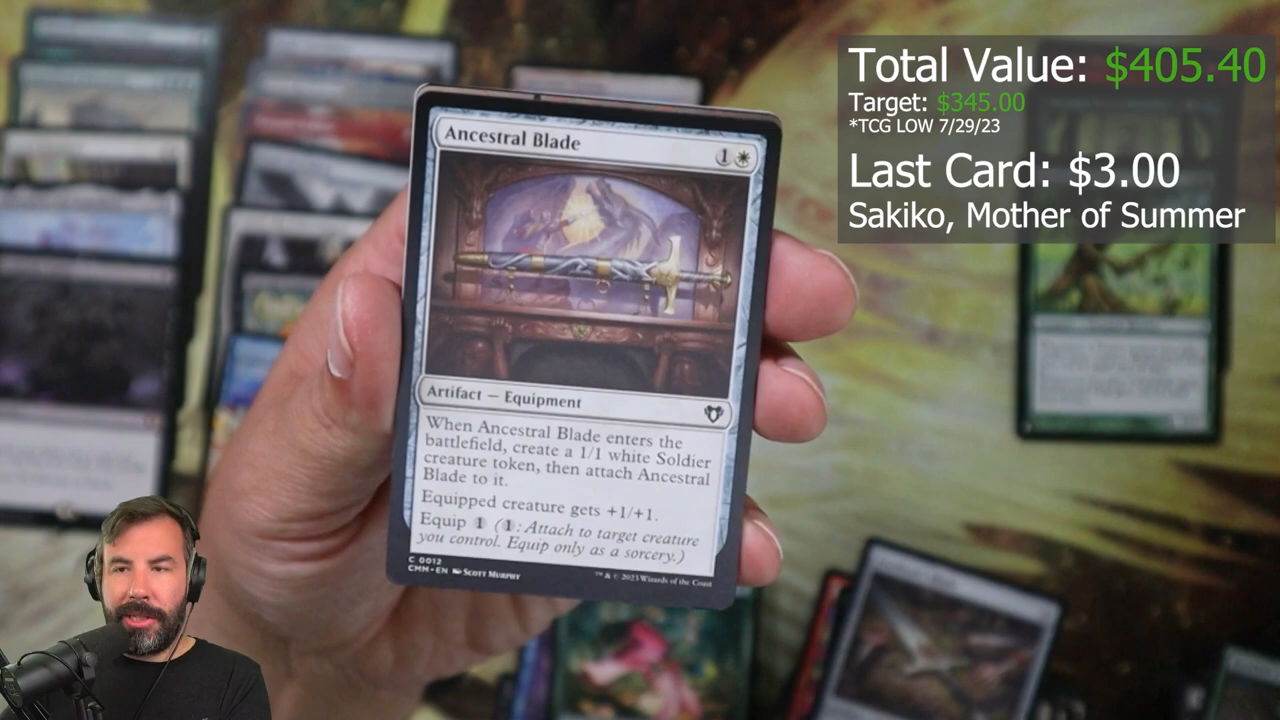 Total Value: $405.40
Target: $345.00
*TCG LOW 7/29/23
Last Card: $3.00
Sakiko, Mother of Summer
Ancestral Blade
1
Artifact — Equipment
When Ancestral Blade enters the
battlefield, create a 1/1 white Soldier
creature token, then attach Ancestral
Blade to it.
Equipped creature gets +1/+1.
Equip 1 (1: Attach to target creature
you control. Equip only as a sorcery.)
C 0012
CMM • EN Scott Murphy
™ & © 2023 Wizards of the Coast